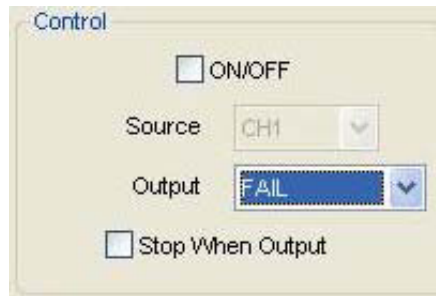 Control
ON/OFF
Source CH1
Output FAIL
Stop When Output